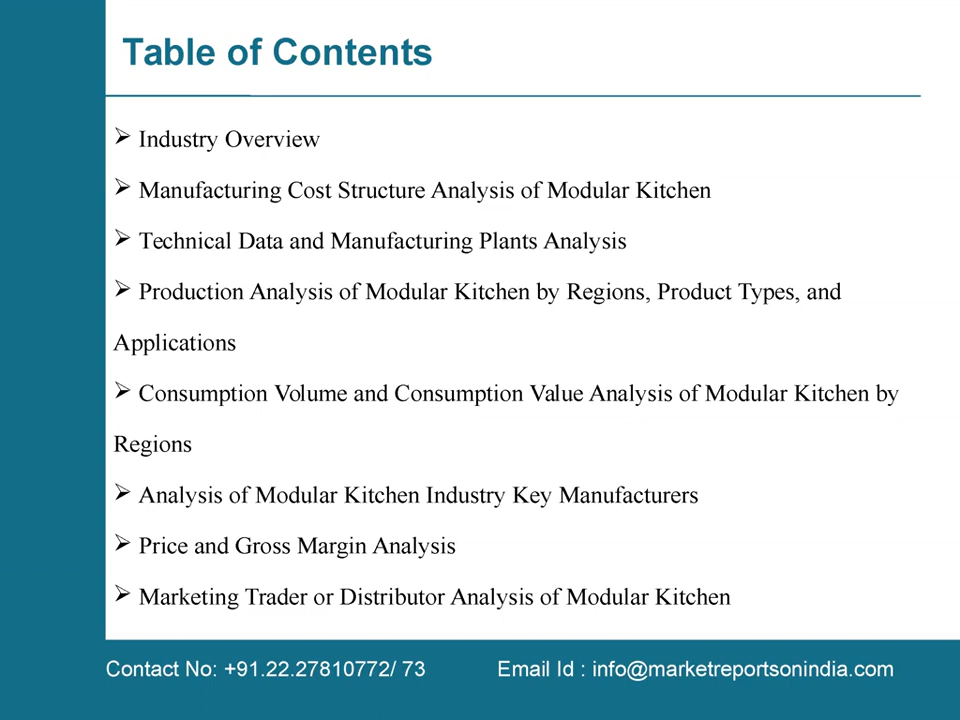 Table of Contents
➢ Industry Overview
➢ Manufacturing Cost Structure Analysis of Modular Kitchen
➢ Technical Data and Manufacturing Plants Analysis
➢ Production Analysis of Modular Kitchen by Regions, Product Types, and
Applications
➢ Consumption Volume and Consumption Value Analysis of Modular Kitchen by
Regions
➢ Analysis of Modular Kitchen Industry Key Manufacturers
➢ Price and Gross Margin Analysis
➢ Marketing Trader or Distributor Analysis of Modular Kitchen
Contact No: +91.22.27810772/ 73 Email Id : info@marketreportsonindia.com